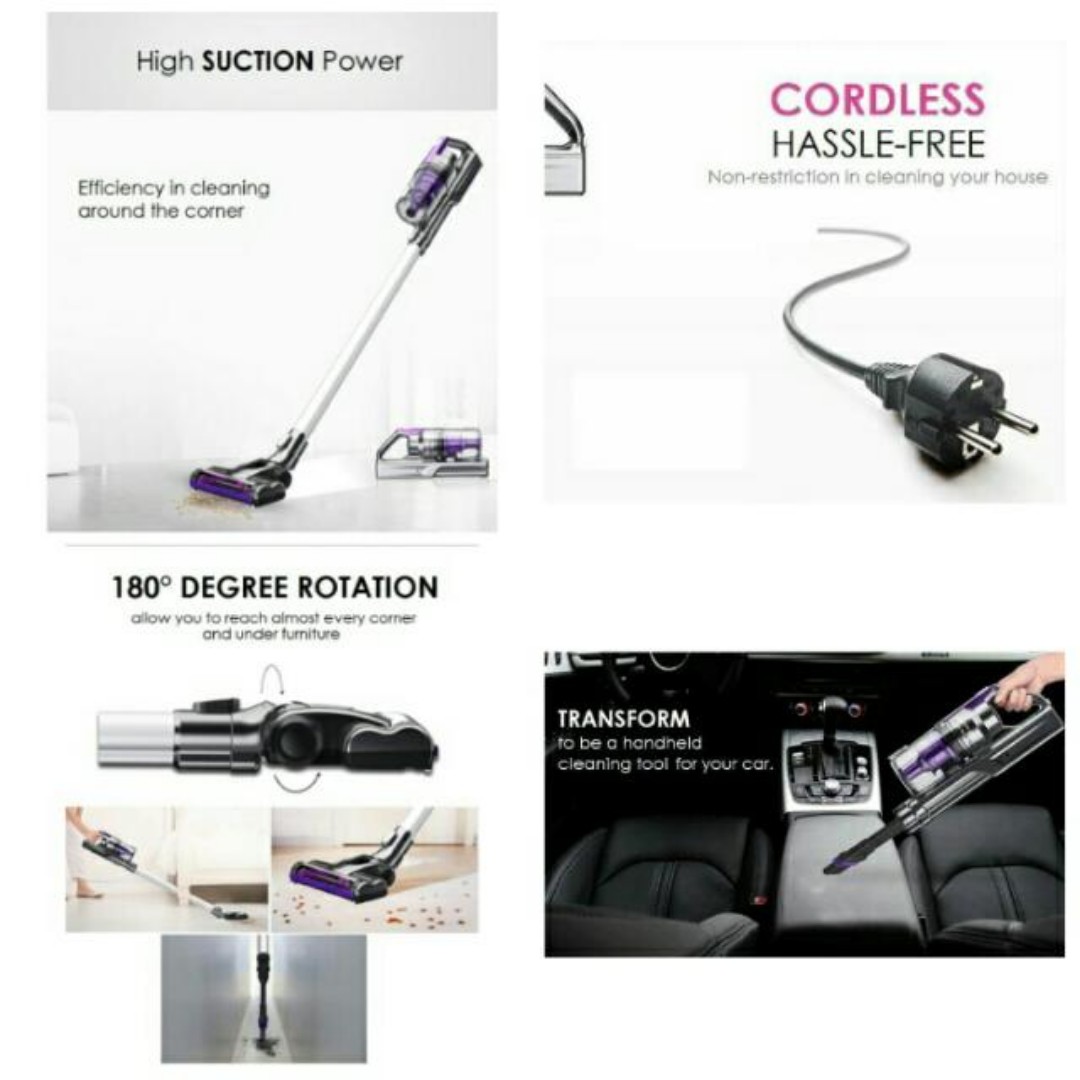 High SUCTION Power
Efficiency in cleaning
around the corner
CORDLESS
HASSLE-FREE
Non-restriction in cleaning your house
180° DEGREE ROTATION
allow you to reach almost every corner
and under furniture
TRANSFORM
to be a handheld
cleaning tool for your car.